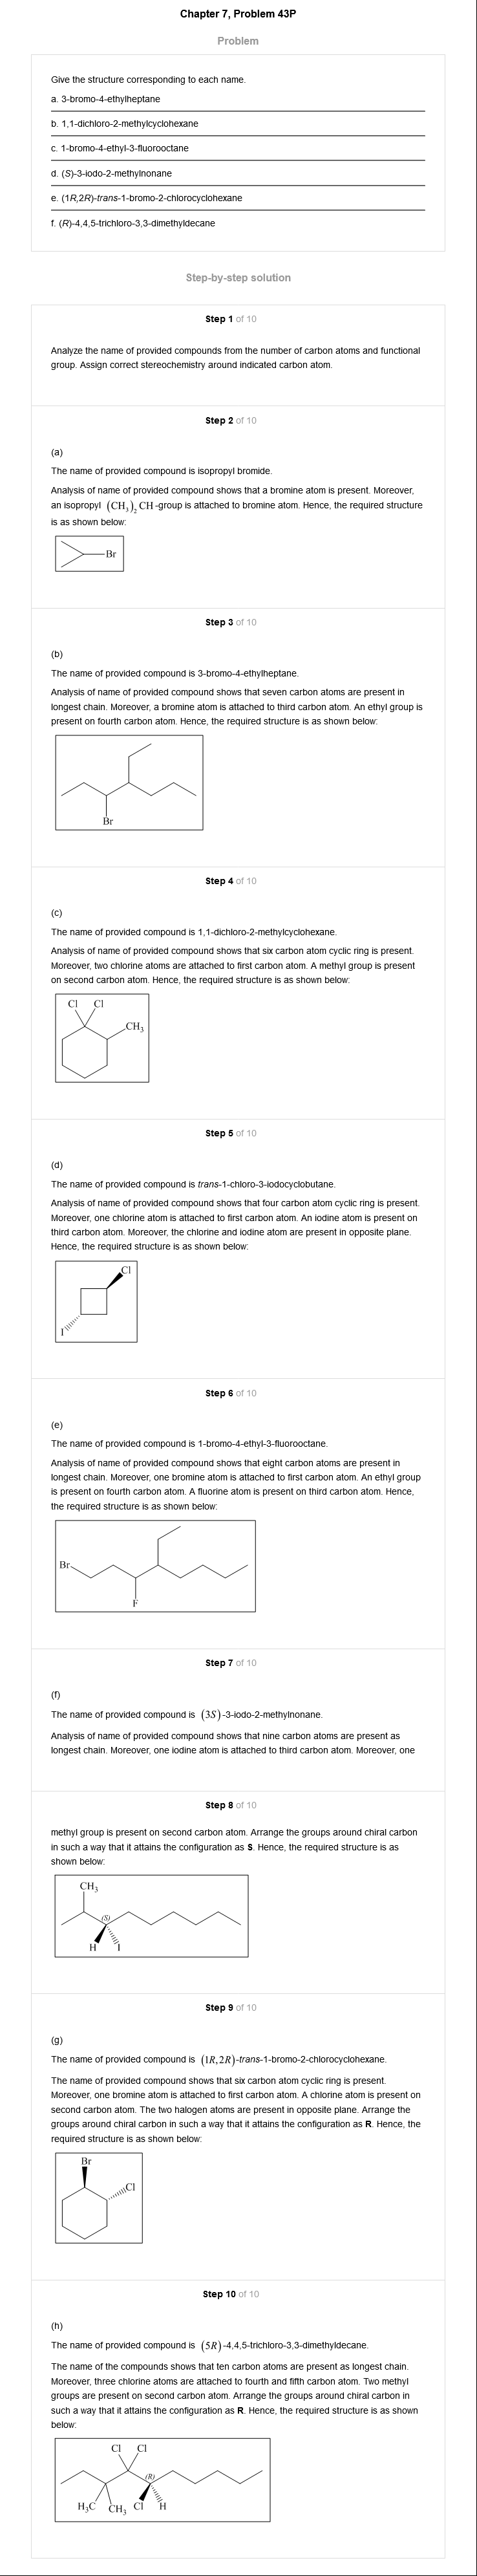 Chapter 7, Problem 43P
Problem
Give the structure corresponding to each name.
a. 3-bromo-4-ethylheptane
b. 1,1-dichloro-2-methylcyclohexane
c. 1-bromo-4-ethyl-3-fluorooctane
d. (S)-3-iodo-2-methylnonane
e. (1R,2R)-trans-1-bromo-2-chlorocyclohexane
f. (R)-4,4,5-trichloro-3,3-dimethyldecane
Step-by-step solution
Step 1 of 10
Analyze the name of provided compounds from the number of carbon atoms and functional
group. Assign correct stereochemistry around indicated carbon atom.
Step 2 of 10
(a)
The name of provided compound is isopropyl bromide.
Analysis of name of provided compound shows that a bromine atom is present. Moreover,
an isopropyl (CH₃)₂CH-group is attached to bromine atom. Hence, the required structure
is as shown below:
Br
Step 3 of 10
(b)
The name of provided compound is 3-bromo-4-ethylheptane.
Analysis of name of provided compound shows that seven carbon atoms are present in
longest chain. Moreover, a bromine atom is attached to third carbon atom. An ethyl group is
present on fourth carbon atom. Hence, the required structure is as shown below:
Br
Step 4 of 10
(c)
The name of provided compound is 1,1-dichloro-2-methylcyclohexane.
Analysis of name of provided compound shows that six carbon atom cyclic ring is present.
Moreover, two chlorine atoms are attached to first carbon atom. A methyl group is present
on second carbon atom. Hence, the required structure is as shown below:
Cl Cl
CH₃
Step 5 of 10
(d)
The name of provided compound is trans-1-chloro-3-iodocyclobutane.
Analysis of name of provided compound shows that four carbon atom cyclic ring is present.
Moreover, one chlorine atom is attached to first carbon atom. An iodine atom is present on
third carbon atom. Moreover, the chlorine and iodine atom are present in opposite plane.
Hence, the required structure is as shown below:
Cl
I
Step 6 of 10
(e)
The name of provided compound is 1-bromo-4-ethyl-3-fluorooctane.
Analysis of name of provided compound shows that eight carbon atoms are present in
longest chain. Moreover, one bromine atom is attached to first carbon atom. An ethyl group
is present on fourth carbon atom. A fluorine atom is present on third carbon atom. Hence,
the required structure is as shown below:
Br
F
Step 7 of 10
(f)
The name of provided compound is (3S)-3-iodo-2-methylnonane.
Analysis of name of provided compound shows that nine carbon atoms are present as
longest chain. Moreover, one iodine atom is attached to third carbon atom. Moreover, one
Step 8 of 10
methyl group is present on second carbon atom. Arrange the groups around chiral carbon
in such a way that it attains the configuration as S. Hence, the required structure is as
shown below:
CH₃
(S)
H I
Step 9 of 10
(g)
The name of provided compound is (1R,2R)-trans-1-bromo-2-chlorocyclohexane.
The name of provided compound shows that six carbon atom cyclic ring is present.
Moreover, one bromine atom is attached to first carbon atom. A chlorine atom is present on
second carbon atom. The two halogen atoms are present in opposite plane. Arrange the
groups around chiral carbon in such a way that it attains the configuration as R. Hence, the
required structure is as shown below:
Br
Cl
Step 10 of 10
(h)
The name of provided compound is (5R)-4,4,5-trichloro-3,3-dimethyldecane.
The name of the compounds shows that ten carbon atoms are present as longest chain.
Moreover, three chlorine atoms are attached to fourth and fifth carbon atom. Two methyl
groups are present on second carbon atom. Arrange the groups around chiral carbon in
such a way that it attains the configuration as R. Hence, the required structure is as shown
below:
Cl Cl
(R)
H₃C CH₃ Cl H